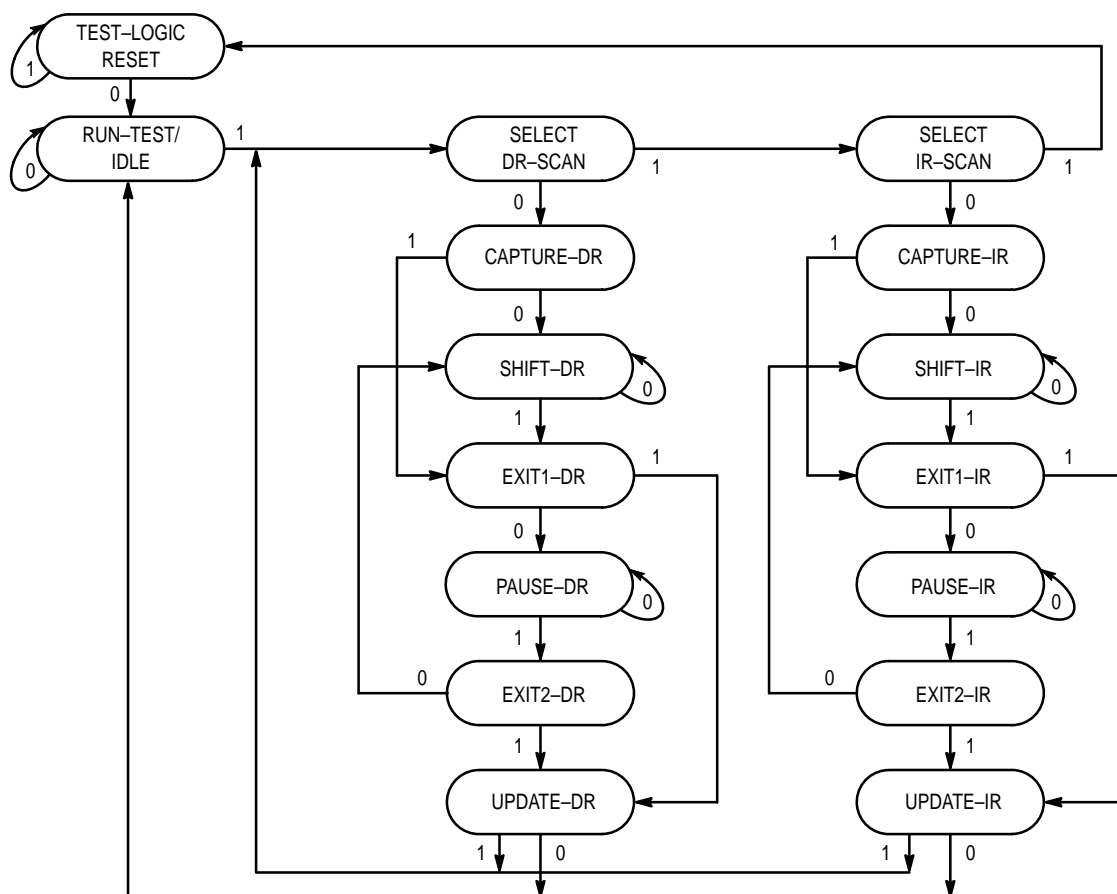 TEST–LOGIC
RESET
1
0
RUN–TEST/
IDLE
0
1
SELECT
DR–SCAN
1
SELECT
IR–SCAN
1
0
0
1
CAPTURE–DR
1
CAPTURE–IR
0
0
SHIFT–DR
0
SHIFT–IR
0
1
1
EXIT1–DR
1
EXIT1–IR
1
0
0
PAUSE–DR
0
PAUSE–IR
0
1
1
0
EXIT2–DR
0
EXIT2–IR
1
1
UPDATE–DR
UPDATE–IR
1
0
1
0